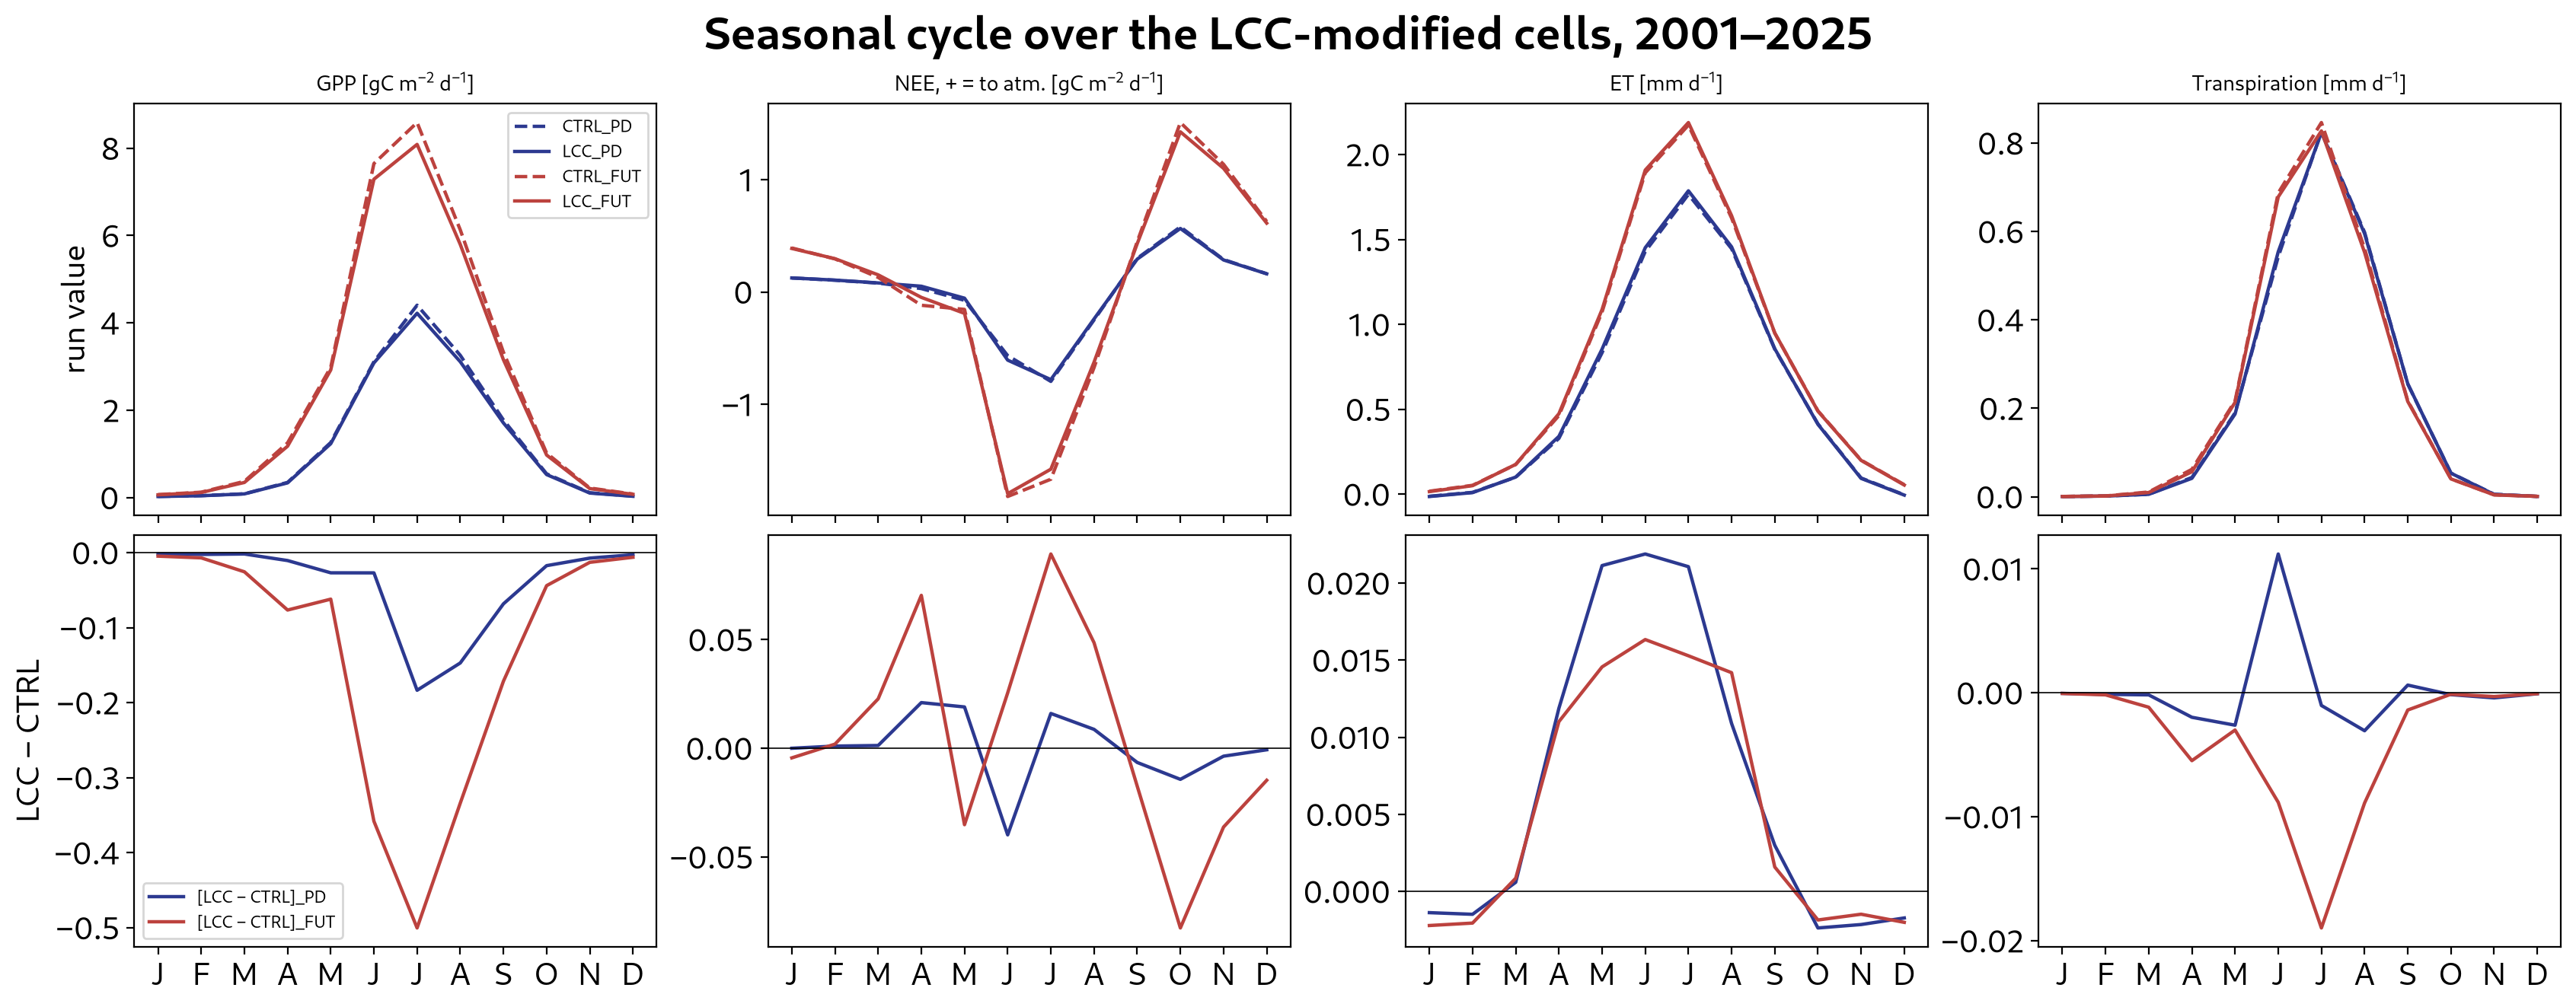 Seasonal cycle over the LCC-modified cells, 2001–2025
GPP [gC m⁻² d⁻¹]
NEE, + = to atm. [gC m⁻² d⁻¹]
ET [mm d⁻¹]
Transpiration [mm d⁻¹]
run value
8
6
4
2
0
CTRL_PD
LCC_PD
CTRL_FUT
LCC_FUT
1
0
−1
2.0
1.5
1.0
0.5
0.0
0.8
0.6
0.4
0.2
0.0
LCC − CTRL
0.0
−0.1
−0.2
−0.3
−0.4
−0.5
[LCC − CTRL]_PD
[LCC − CTRL]_FUT
J F M A M J J A S O N D
0.05
0.00
−0.05
J F M A M J J A S O N D
0.020
0.015
0.010
0.005
0.000
J F M A M J J A S O N D
0.01
0.00
−0.01
−0.02
J F M A M J J A S O N D